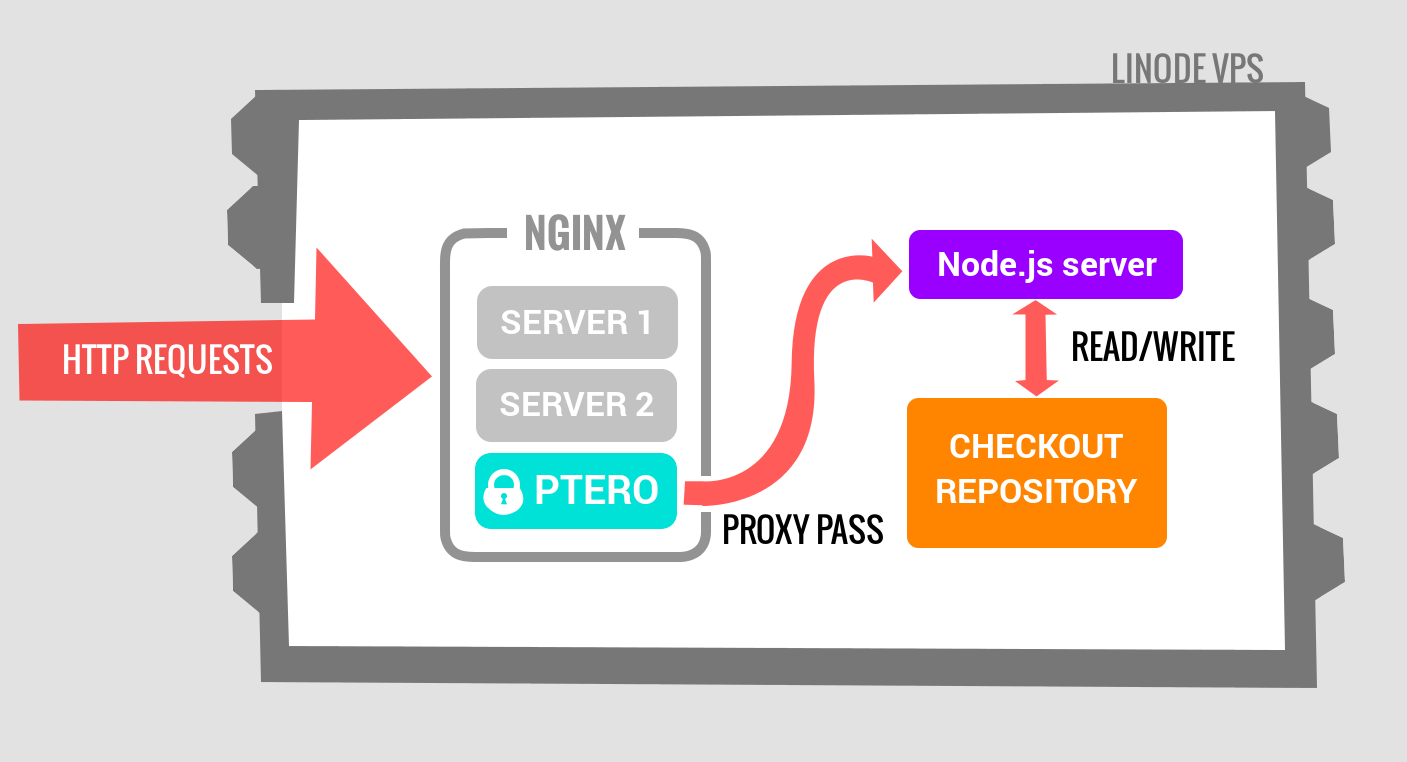 LINODE VPS
NGINX
SERVER 1
SERVER 2
PTERO
HTTP REQUESTS
PROXY PASS
Node.js server
READ/WRITE
CHECKOUT
REPOSITORY